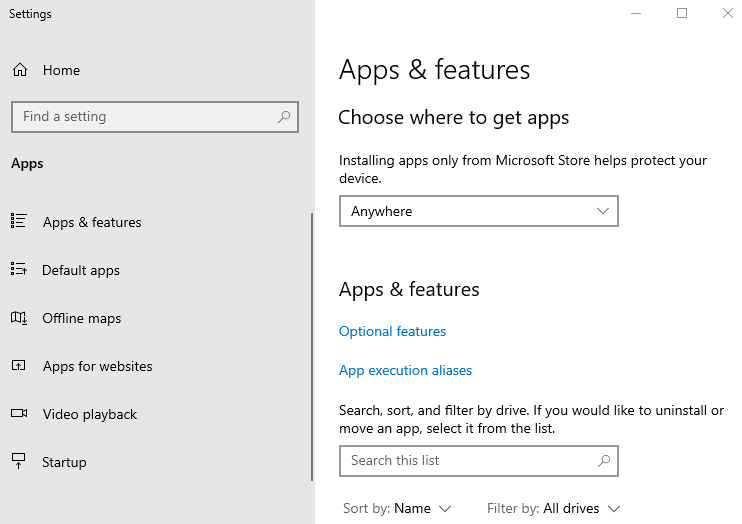 Settings
Home
Find a setting
Apps
Apps & features
Default apps
Offline maps
Apps for websites
Video playback
Startup
Apps & features
Choose where to get apps
Installing apps only from Microsoft Store helps protect your
device.
Anywhere
Apps & features
Optional features
App execution aliases
Search, sort, and filter by drive. If you would like to uninstall or
move an app, select it from the list.
Search this list
Sort by: Name Filter by: All drives